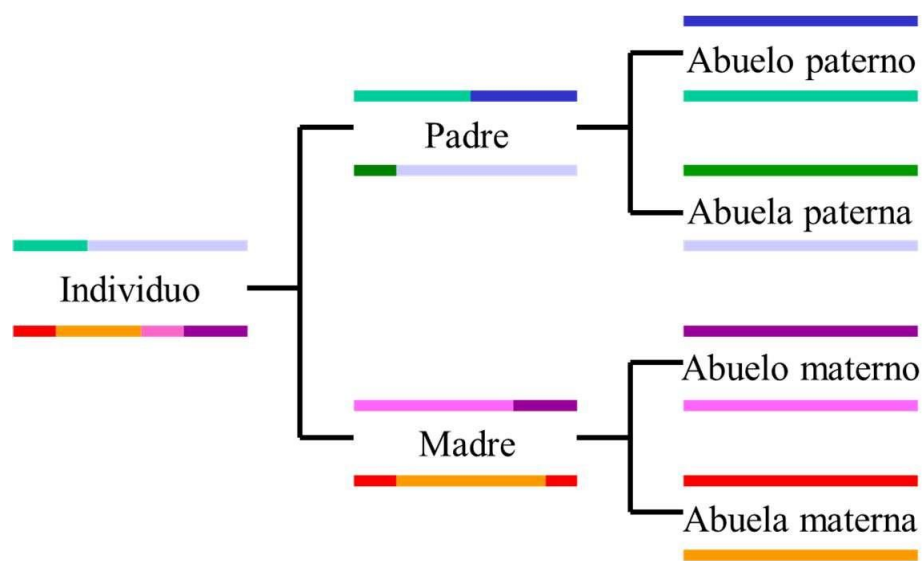 Abuelo paterno
Padre
Abuela paterna
Individuo
Abuelo materno
Madre
Abuela materna